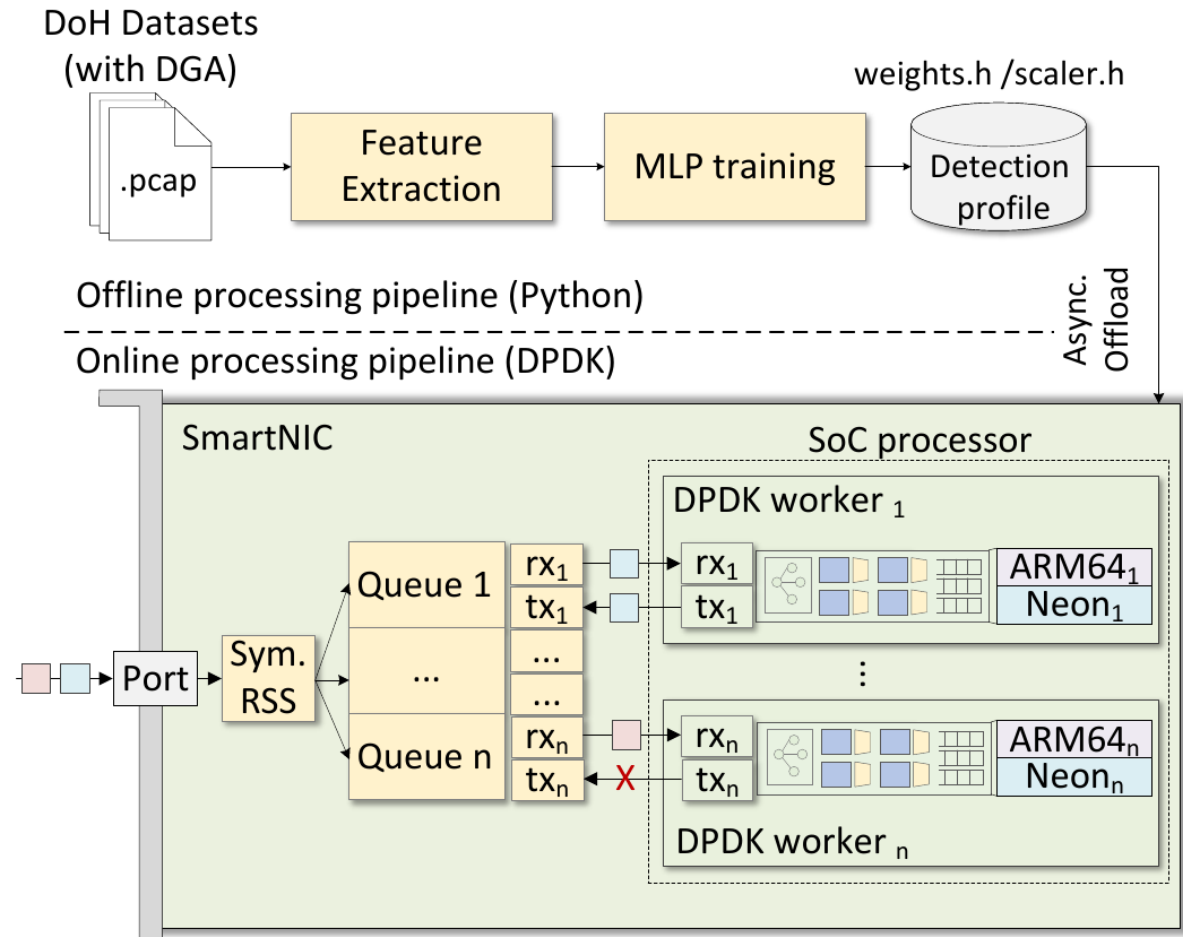 DoH Datasets
(with DGA)
weights.h /scaler.h
.pcap
Feature
Extraction
MLP training
Detection
profile
Offline processing pipeline (Python)
Async.
Offload
Online processing pipeline (DPDK)
SmartNIC
SoC processor
DPDK worker 1
Queue 1
rx1
tx1
rx1
tx1
ARM641
Neon1
Port
Sym.
RSS
...
...
...
⋮
Queue n
rxn
txn
X
rxn
txn
ARM64n
Neonn
DPDK worker n